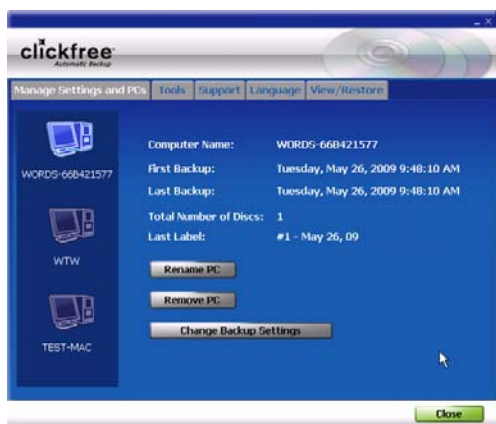 clickfree
Automatic Backup
Manage Settings and PCs Tools Support Language View/Restore
WORDS-66B421577
WTW
TEST-MAC
Computer Name: WORDS-66B421577
First Backup: Tuesday, May 26, 2009 9:48:10 AM
Last Backup: Tuesday, May 26, 2009 9:48:10 AM
Total Number of Discs: 1
Last Label: #1 - May 26, 09
Rename PC
Remove PC
Change Backup Settings
Close